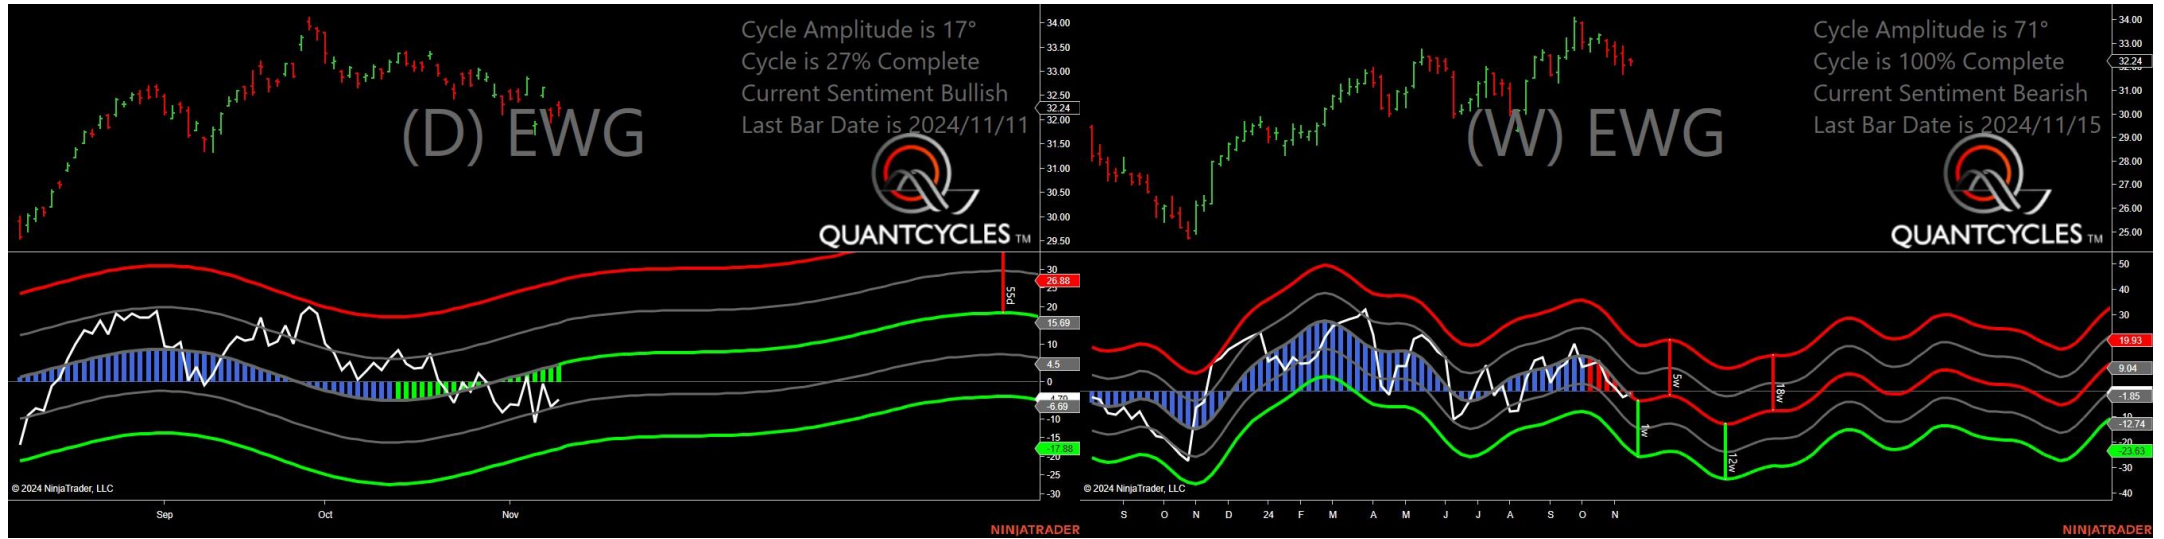 Cycle Amplitude is 17°
Cycle is 27% Complete
Current Sentiment Bullish
Last Bar Date is 2024/11/11
(D) EWG
QUANTCYCLES TM
34.00
33.50
33.00
32.50
32.24
32.00
31.50
31.00
30.50
30.00
29.50
55d
30
26.88
25
20
15.69
10
4.5
0
-4.79
-6.69
-10
-15
-17.88
-20
-25
-30
© 2024 NinjaTrader, LLC
Sep Oct Nov
NINJATRADER
Cycle Amplitude is 71°
Cycle is 100% Complete
Current Sentiment Bearish
Last Bar Date is 2024/11/15
(W) EWG
QUANTCYCLES TM
34.00
33.00
32.24
32.00
31.00
30.00
29.00
28.00
27.00
26.00
25.00
5w
18w
1w
12w
50
40
30
19.93
9.04
-1.85
-10
-12.74
-20
-23.63
-30
-40
© 2024 NinjaTrader, LLC
S O N D 24 F M A M J J A S O N
NINJATRADER